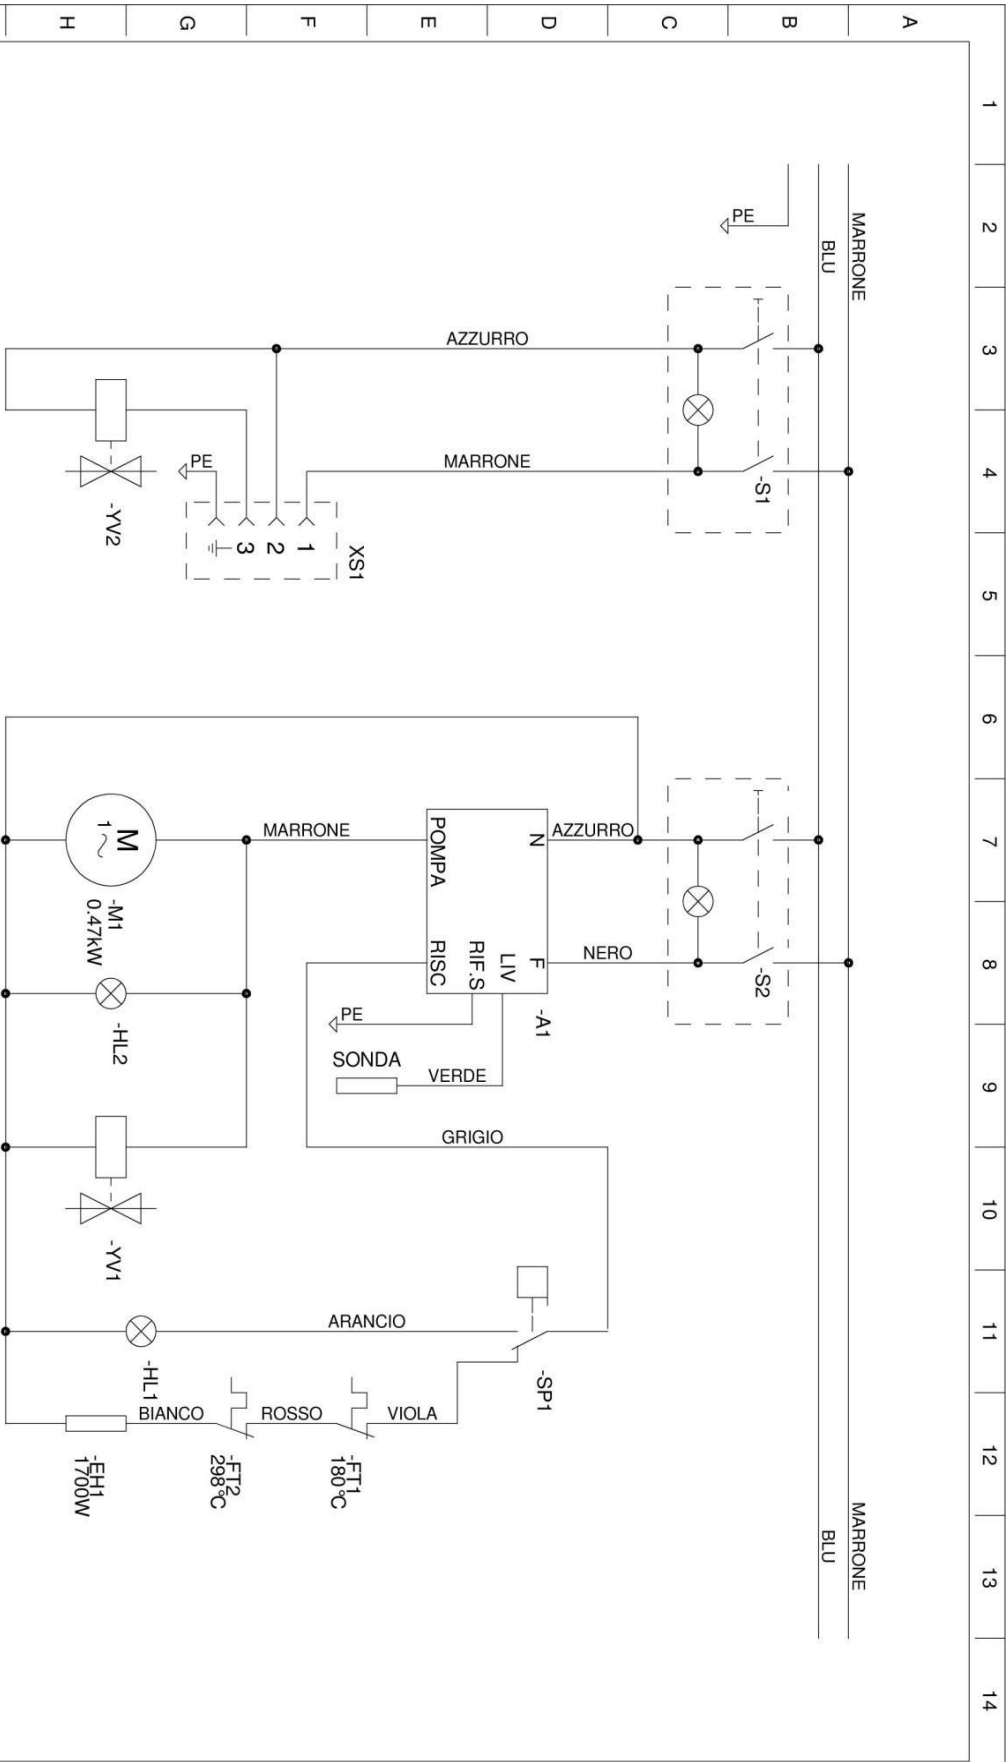 1
2
3
4
5
6
7
8
9
10
11
12
13
14
A
B
C
D
E
F
G
H
MARRONE
BLU
MARRONE
BLU
PE
-S1
-S2
AZZURRO
MARRONE
AZZURRO
NERO
N
F
LIV
RIF.S
POMPA
RISC
-A1
PE
SONDA
VERDE
GRIGIO
XS1
1
2
3
PE
-YV2
MARRONE
M
1~
-M1
0.47kW
-HL2
-YV1
-SP1
ARANCIO
-HL1
VIOLA
-FT1
180°C
ROSSO
-FT2
298°C
BIANCO
-EH1
1700W